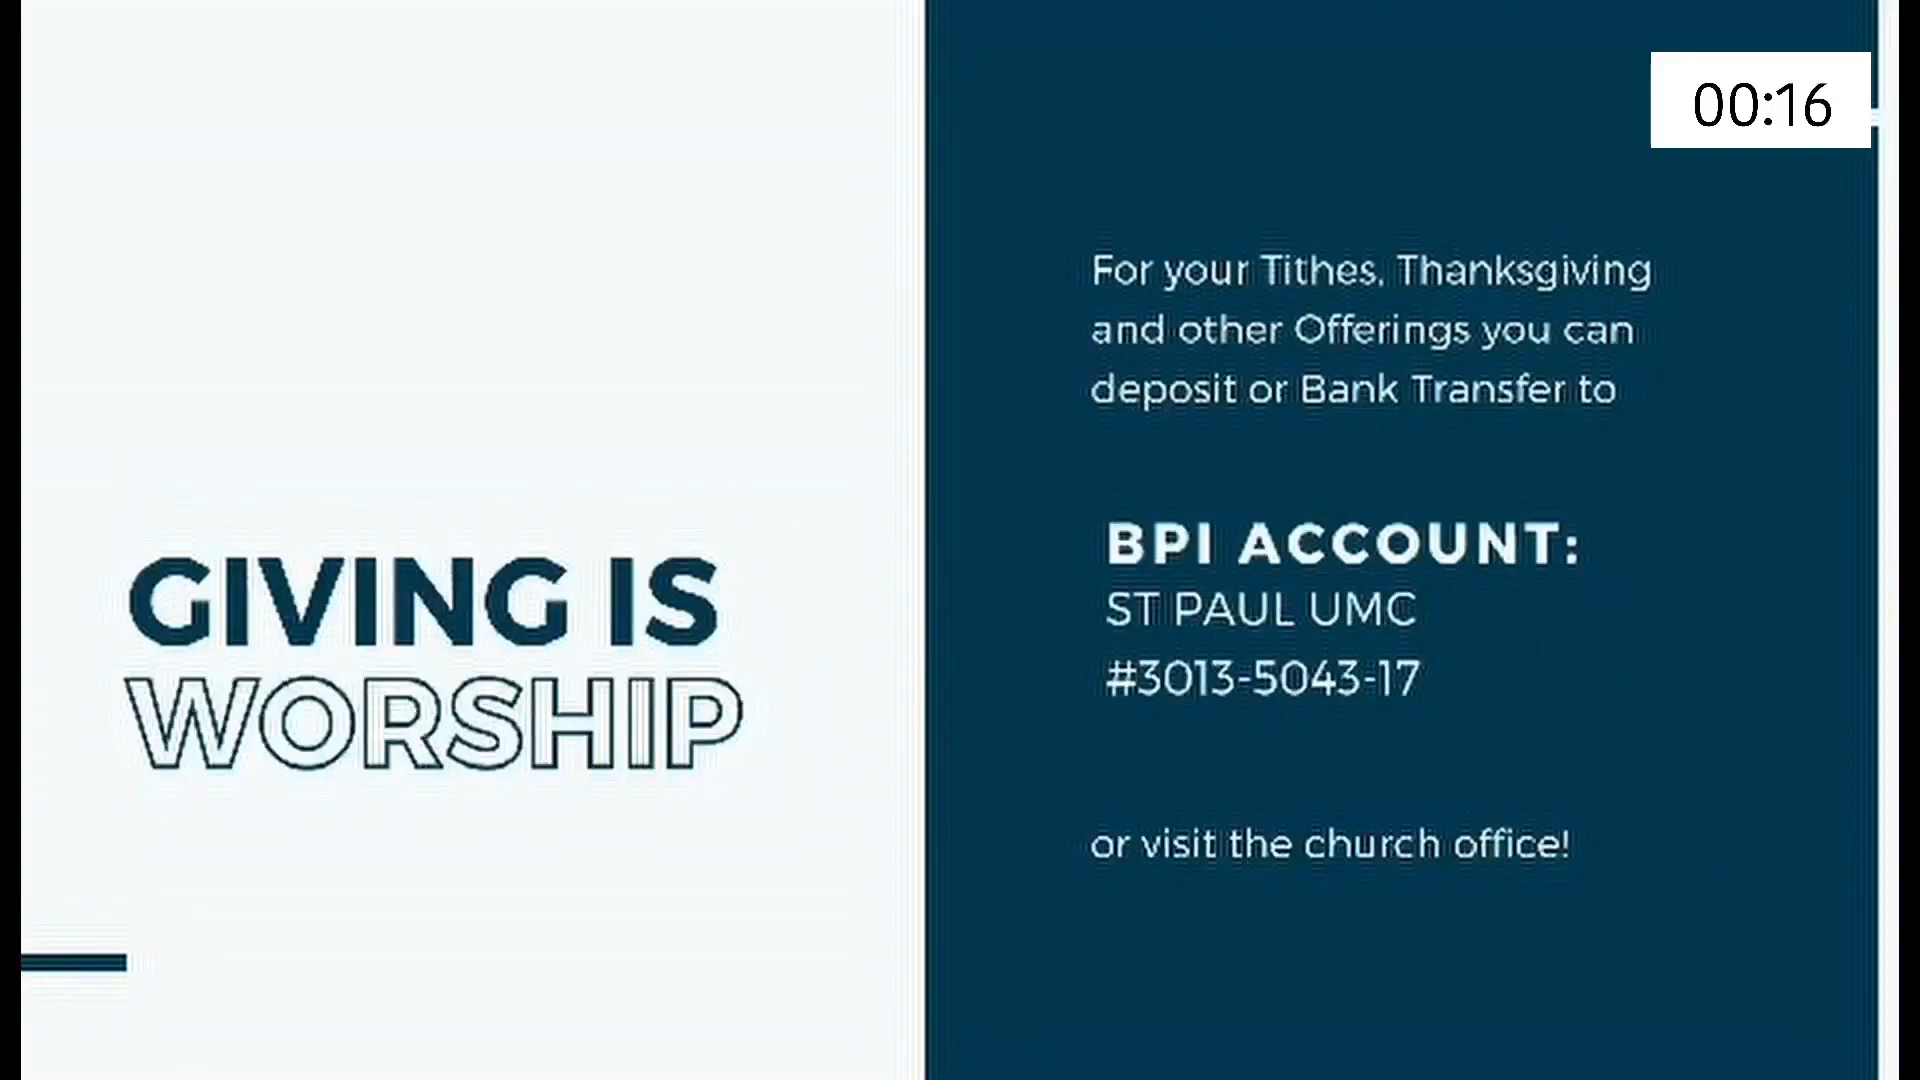 00:16
GIVING IS
WORSHIP
For your Tithes, Thanksgiving
and other Offerings you can
deposit or Bank Transfer to
BPI ACCOUNT:
ST PAUL UMC
#3013-5043-17
or visit the church office!